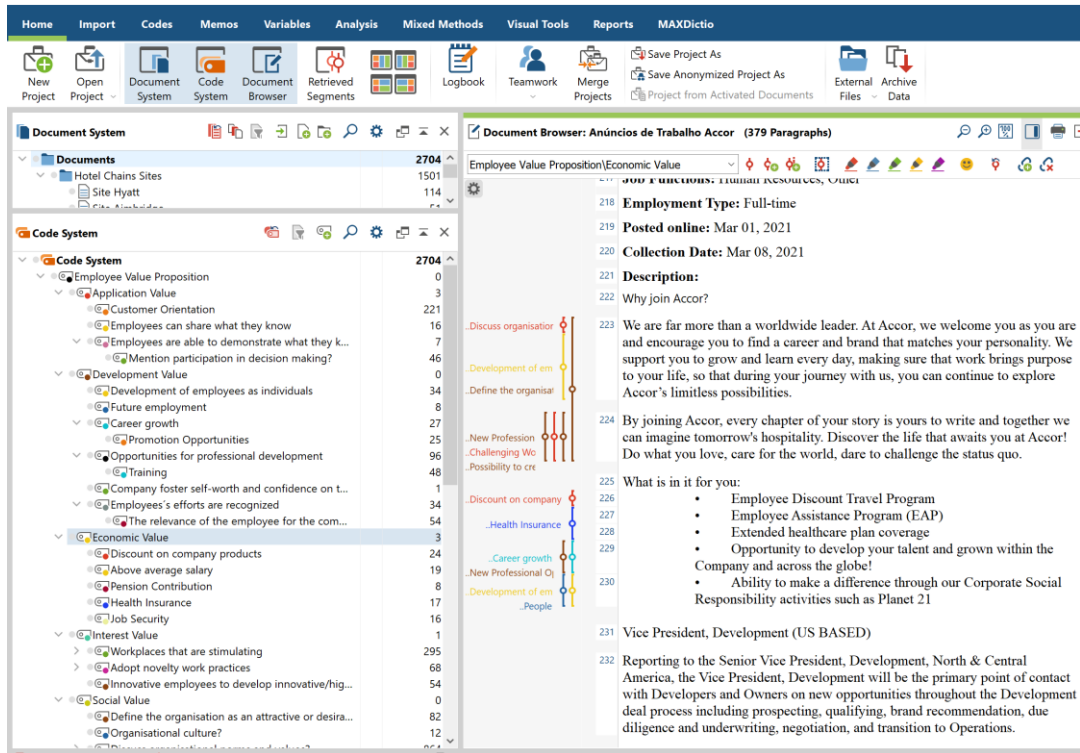 Home Import Codes Memos Variables Analysis Mixed Methods Visual Tools Reports MAXDictio
New Project
Open Project
Document System
Code System
Document Browser
Retrieved Segments
Logbook
Teamwork
Merge Projects
Save Project As
Save Anonymized Project As
Project from Activated Documents
External Files
Archive Data
Document System
Documents 2704
Hotel Chains Sites 1501
Site Hyatt 114
Code System
Code System 2704
Employee Value Proposition 0
Application Value 3
Customer Orientation 221
Employees can share what they know 16
Employees are able to demonstrate what they k... 7
Mention participation in decision making? 46
Development Value 0
Development of employees as individuals 34
Future employment 8
Career growth 27
Promotion Opportunities 25
Opportunities for professional development 96
Training 48
Company foster self-worth and confidence on t... 1
Employee´s efforts are recognized 34
The relevance of the employee for the com... 54
Economic Value 3
Discount on company products 24
Above average salary 19
Pension Contribution 8
Health Insurance 17
Job Security 16
Interest Value 1
Workplaces that are stimulating 295
Adopt novelty work practices 68
Innovative employees to develop innovative/hig... 54
Social Value 0
Define the organisation as an attractive or desira... 82
Organisational culture? 12
Document Browser: Anúncios de Trabalho Accor (379 Paragraphs)
Employee Value Proposition\Economic Value
Job Functions: Human Resources, Other
218 Employment Type: Full-time
219 Posted online: Mar 01, 2021
220 Collection Date: Mar 08, 2021
221 Description:
222 Why join Accor?
..Discuss organisation
..Development of em
..Define the organisat
223 We are far more than a worldwide leader. At Accor, we welcome you as you are
and encourage you to find a career and brand that matches your personality. We
support you to grow and learn every day, making sure that work brings purpose
to your life, so that during your journey with us, you can continue to explore
Accor's limitless possibilities.
..New Profession
..Challenging Wo
..Possibility to cre
224 By joining Accor, every chapter of your story is yours to write and together we
can imagine tomorrow's hospitality. Discover the life that awaits you at Accor!
Do what you love, care for the world, dare to challenge the status quo.
..Discount on company
..Health Insurance
..Career growth
..New Professional Op
..Development of em
..People
225 What is in it for you:
226 • Employee Discount Travel Program
227 • Employee Assistance Program (EAP)
228 • Extended healthcare plan coverage
229 • Opportunity to develop your talent and grown within the
Company and across the globe!
230 • Ability to make a difference through our Corporate Social
Responsibility activities such as Planet 21
231 Vice President, Development (US BASED)
232 Reporting to the Senior Vice President, Development, North & Central
America, the Vice President, Development will be the primary point of contact
with Developers and Owners on new opportunities throughout the Development
deal process including prospecting, qualifying, brand recommendation, due
diligence and underwriting, negotiation, and transition to Operations.